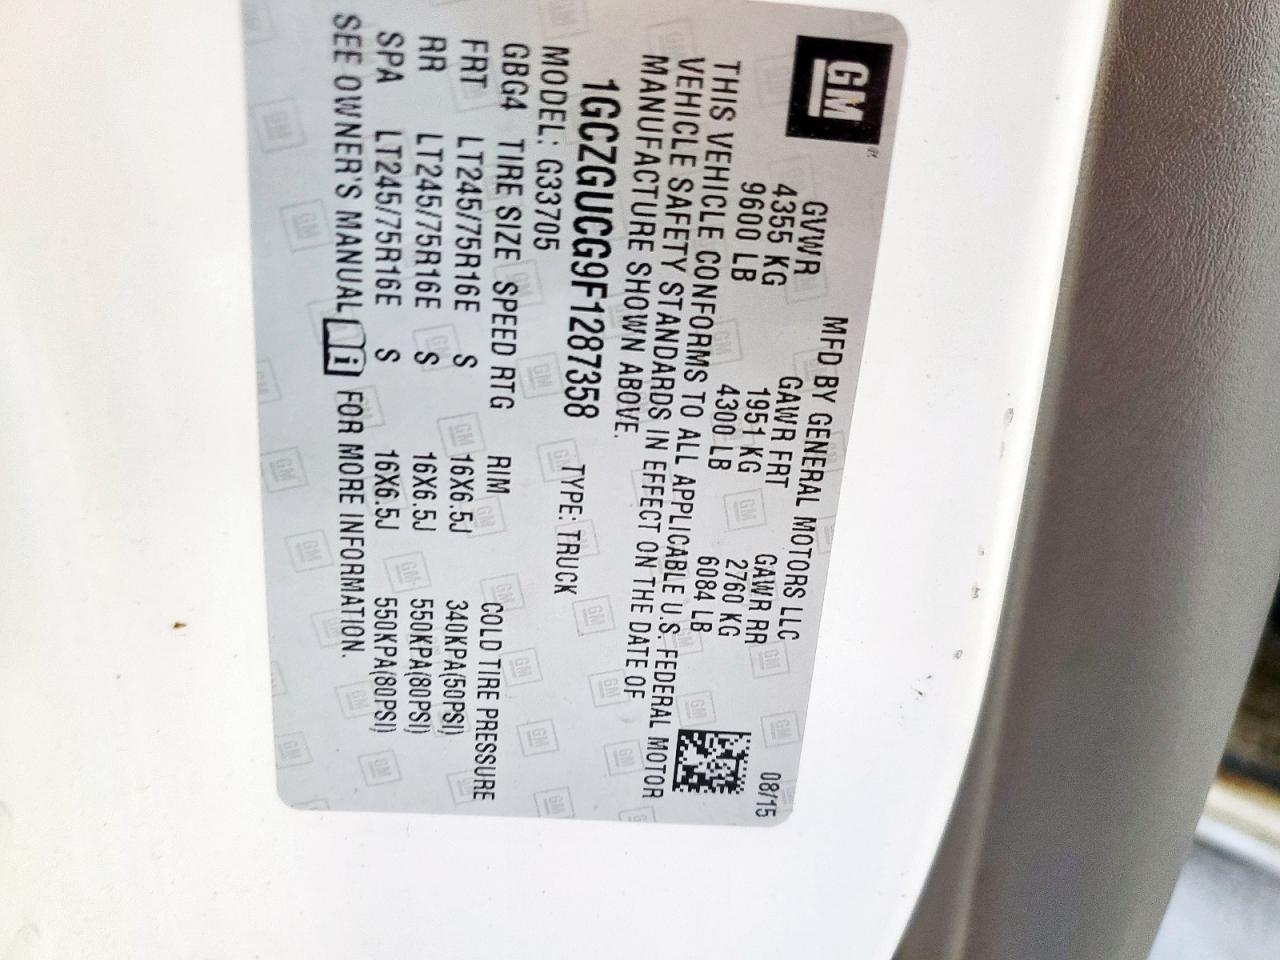 GM
MFD BY GENERAL MOTORS LLC 08/15
GVWR GAWR FRT GAWR RR
4355 KG 1951 KG 2760 KG
9600 LB 4300 LB 6084 LB
THIS VEHICLE CONFORMS TO ALL APPLICABLE U.S. FEDERAL MOTOR
VEHICLE SAFETY STANDARDS IN EFFECT ON THE DATE OF
MANUFACTURE SHOWN ABOVE.
1GCZGUCG9F1287358 TYPE: TRUCK
MODEL: G33705
GBG4 TIRE SIZE SPEED RTG RIM COLD TIRE PRESSURE
FRT LT245/75R16E S 16X6.5J 340KPA(50PSI)
RR LT245/75R16E S 16X6.5J 550KPA(80PSI)
SPA LT245/75R16E S 16X6.5J 550KPA(80PSI)
SEE OWNER'S MANUAL i FOR MORE INFORMATION.